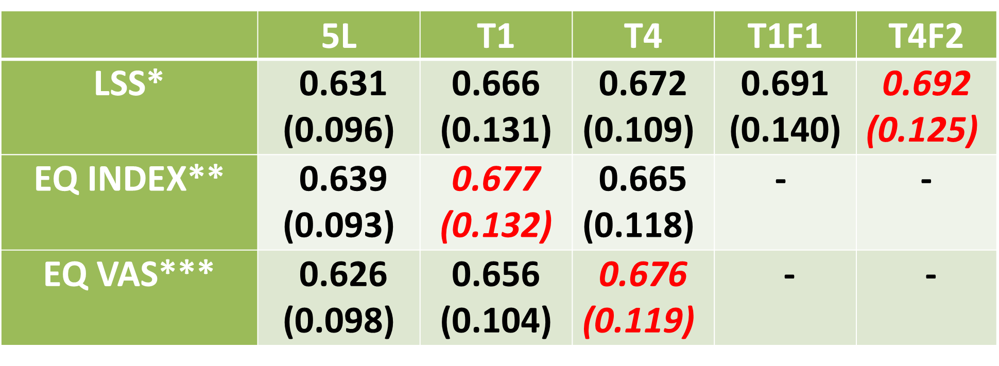 5L T1 T4 T1F1 T4F2
LSS* 0.631 0.666 0.672 0.691 0.692
(0.096) (0.131) (0.109) (0.140) (0.125)
EQ INDEX** 0.639 0.677 0.665 - -
(0.093) (0.132) (0.118)
EQ VAS*** 0.626 0.656 0.676 - -
(0.098) (0.104) (0.119)